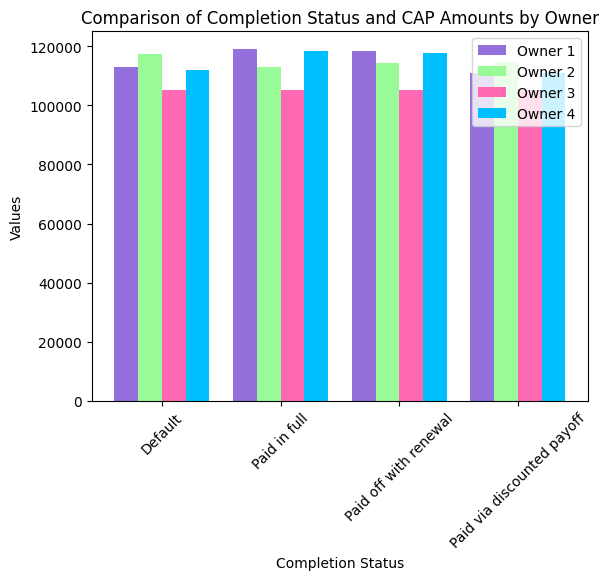 Comparison of Completion Status and CAP Amounts by Owner
120000
100000
80000
60000
40000
20000
0
Values
Owner 1
Owner 2
Owner 3
Owner 4
Default
Paid in full
Paid off with renewal
Paid via discounted payoff
Completion Status